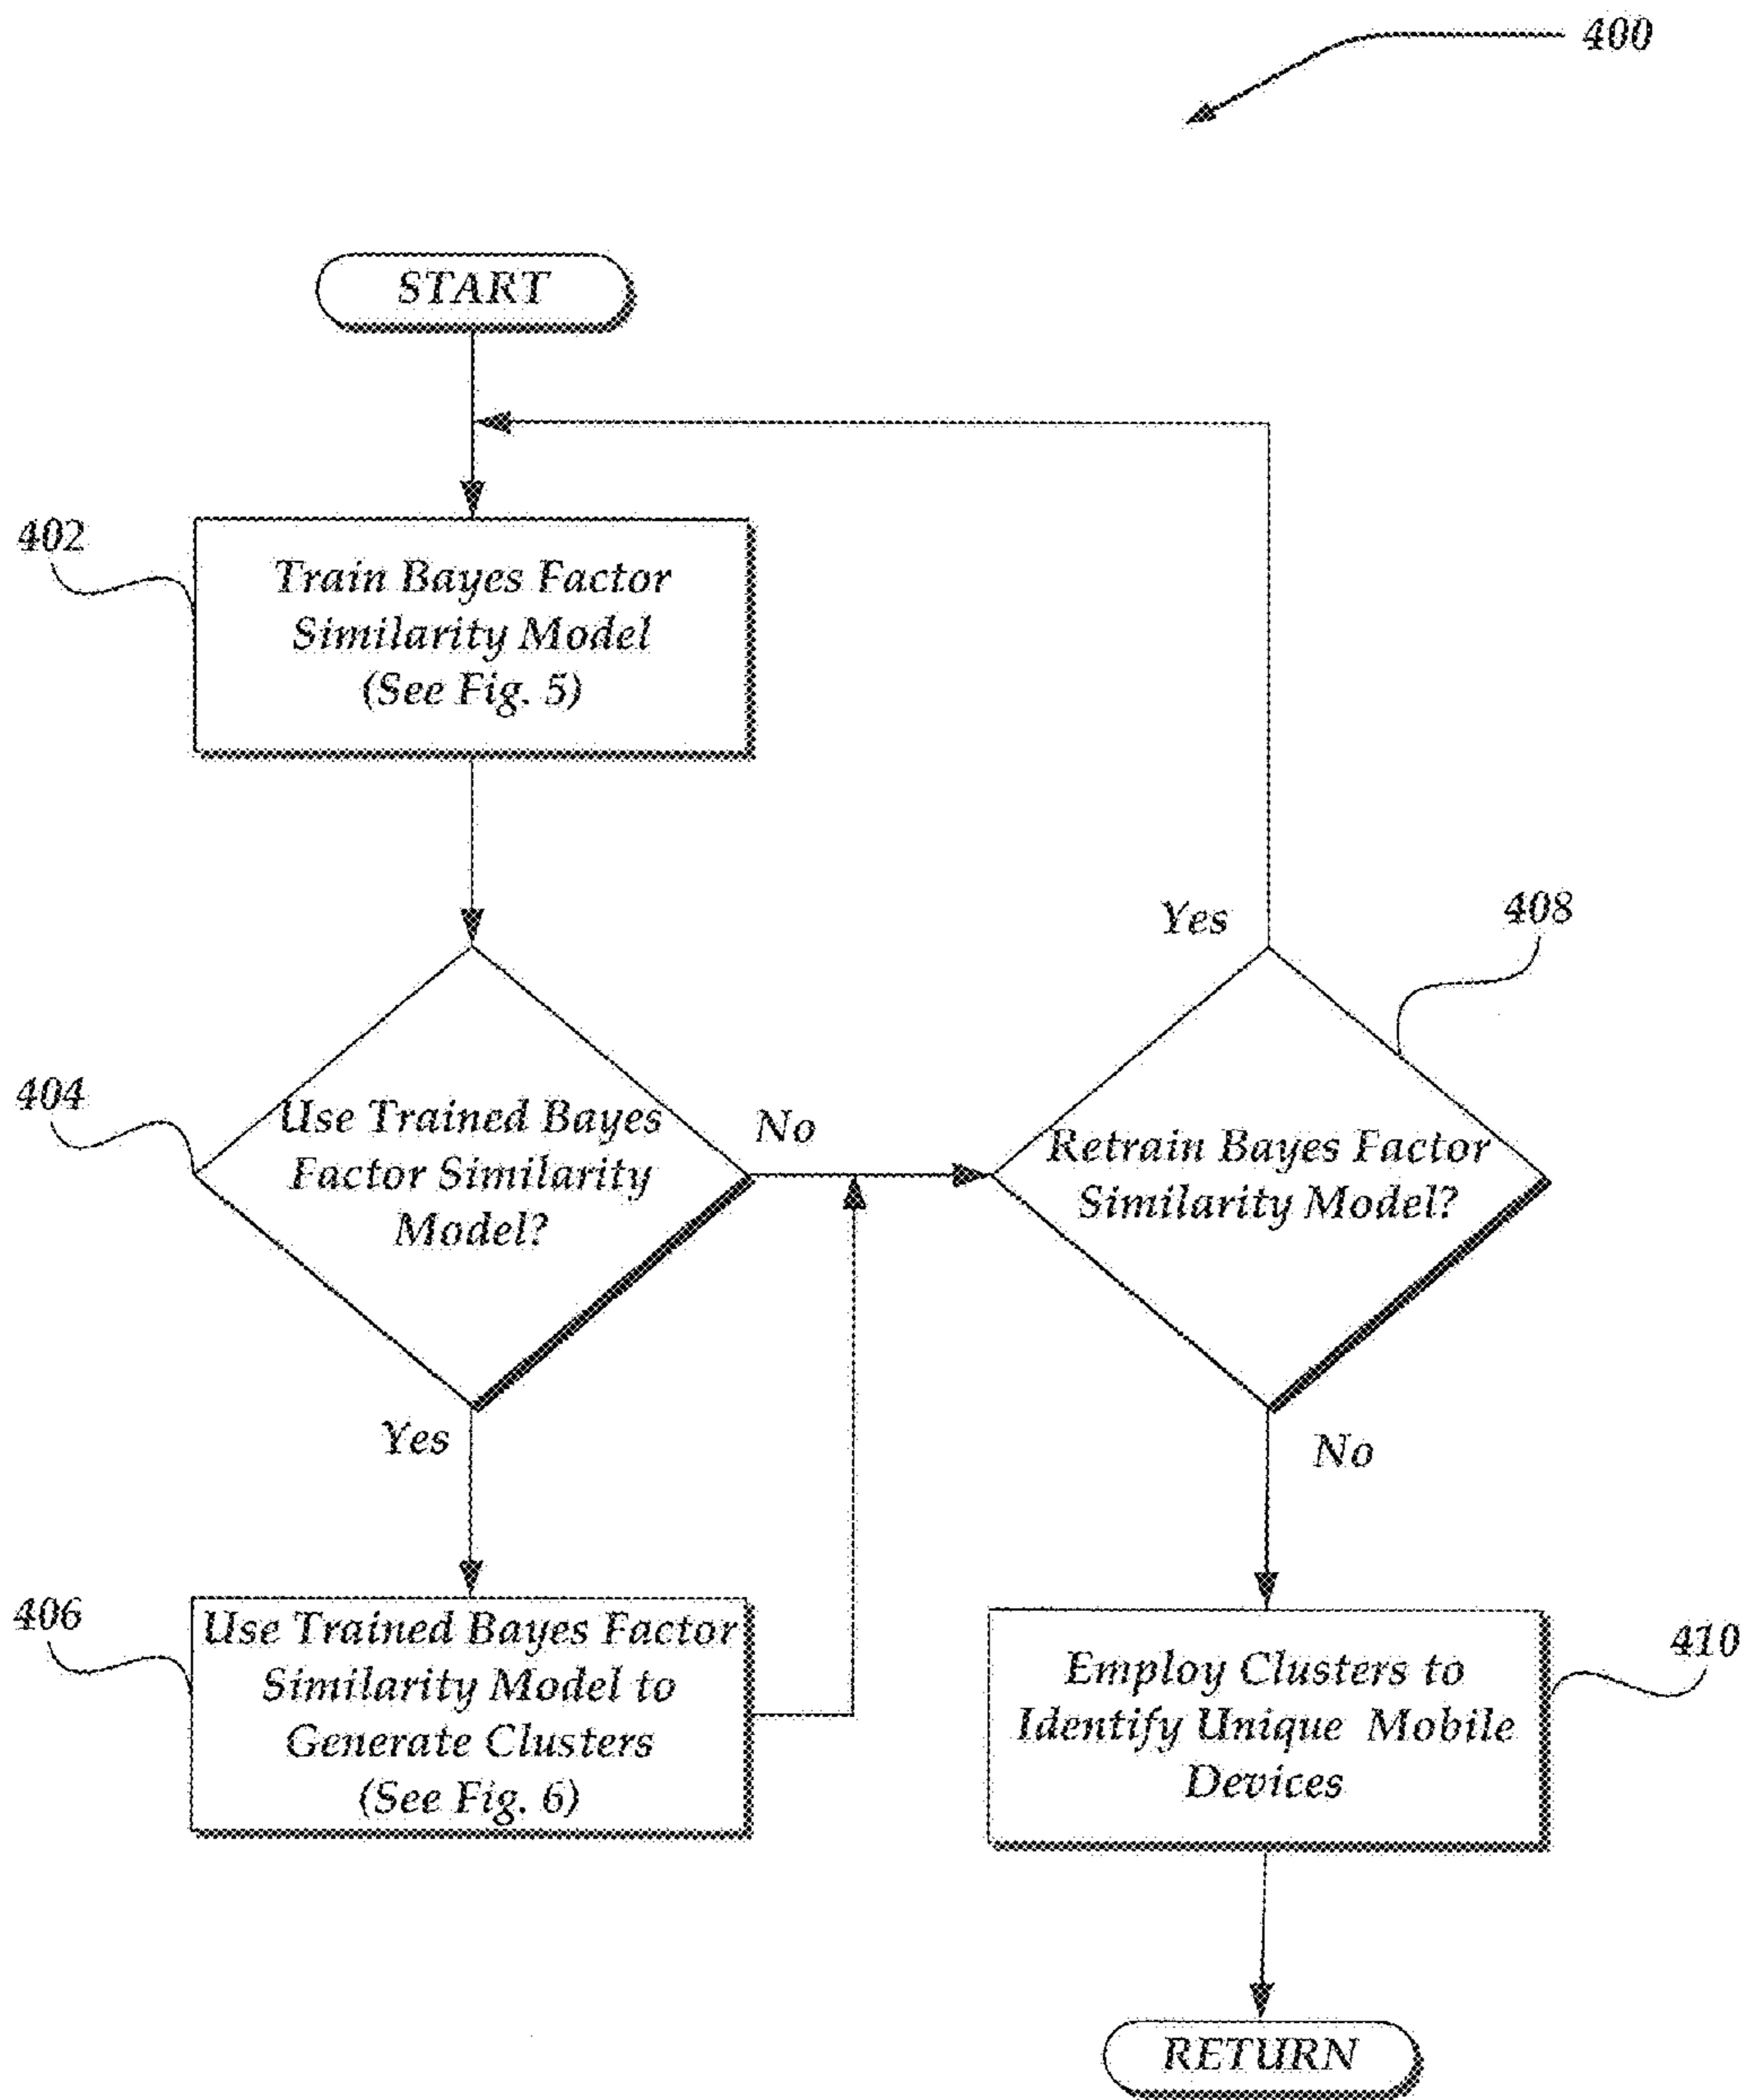 400
START
402
Train Bayes Factor
Similarity Model
(See Fig. 5)
Yes
408
404
Use Trained Bayes
Factor Similarity
Model?
No
Retrain Bayes Factor
Similarity Model?
Yes
No
406
Use Trained Bayes Factor
Similarity Model to
Generate Clusters
(See Fig. 6)
410
Employ Clusters to
Identify Unique Mobile
Devices
RETURN